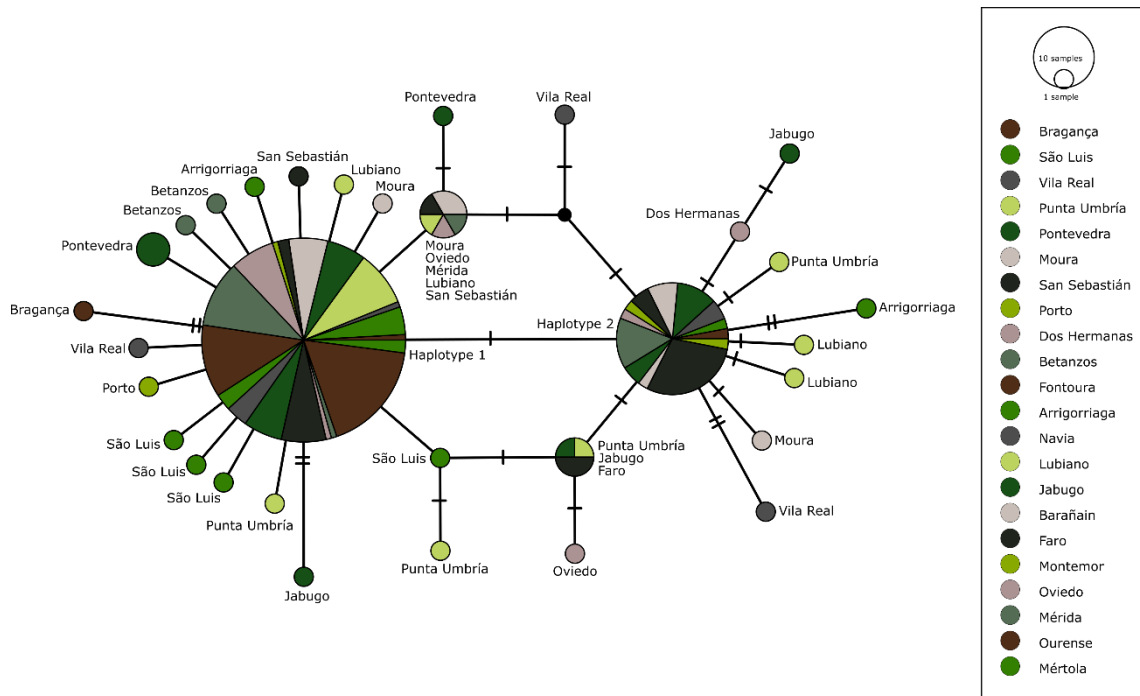 Pontevedra
Vila Real
Jabugo
San Sebastián
Arrigorriaga
Lubiano
Moura
Betanzos
Betanzos
Pontevedra
Dos Hermanas
Moura
Oviedo
Mérida
Lubiano
San Sebastián
Punta Umbría
Bragança
Arrigorriaga
Haplotype 2
Vila Real
Haplotype 1
Lubiano
Porto
Lubiano
São Luis
São Luis
São Luis
Punta Umbría
São Luis
Punta Umbría
Jabugo
Faro
Moura
Vila Real
Jabugo
Punta Umbría
Oviedo
10 samples
1 sample
Bragança
São Luis
Vila Real
Punta Umbría
Pontevedra
Moura
San Sebastián
Porto
Dos Hermanas
Betanzos
Fontoura
Arrigorriaga
Navia
Lubiano
Jabugo
Barañain
Faro
Montemor
Oviedo
Mérida
Ourense
Mértola